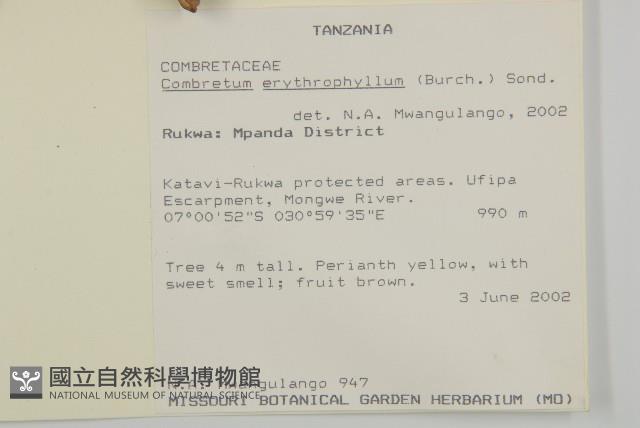 TANZANIA
COMBRETACEAE
Combretum erythrophyllum (Burch.) Sond.
det. N.A. Mwangulango, 2002
Rukwa: Mpanda District
Katavi-Rukwa protected areas. Ufipa
Escarpment, Mongwe River.
07°00'52"S 030°59'35"E 990 m
Tree 4 m tall. Perianth yellow, with
sweet smell; fruit brown.
3 June 2002
N.A. Mwangulango 947
MISSOURI BOTANICAL GARDEN HERBARIUM (MO)
國立自然科學博物館
NATIONAL MUSEUM OF NATURAL SCIENCE